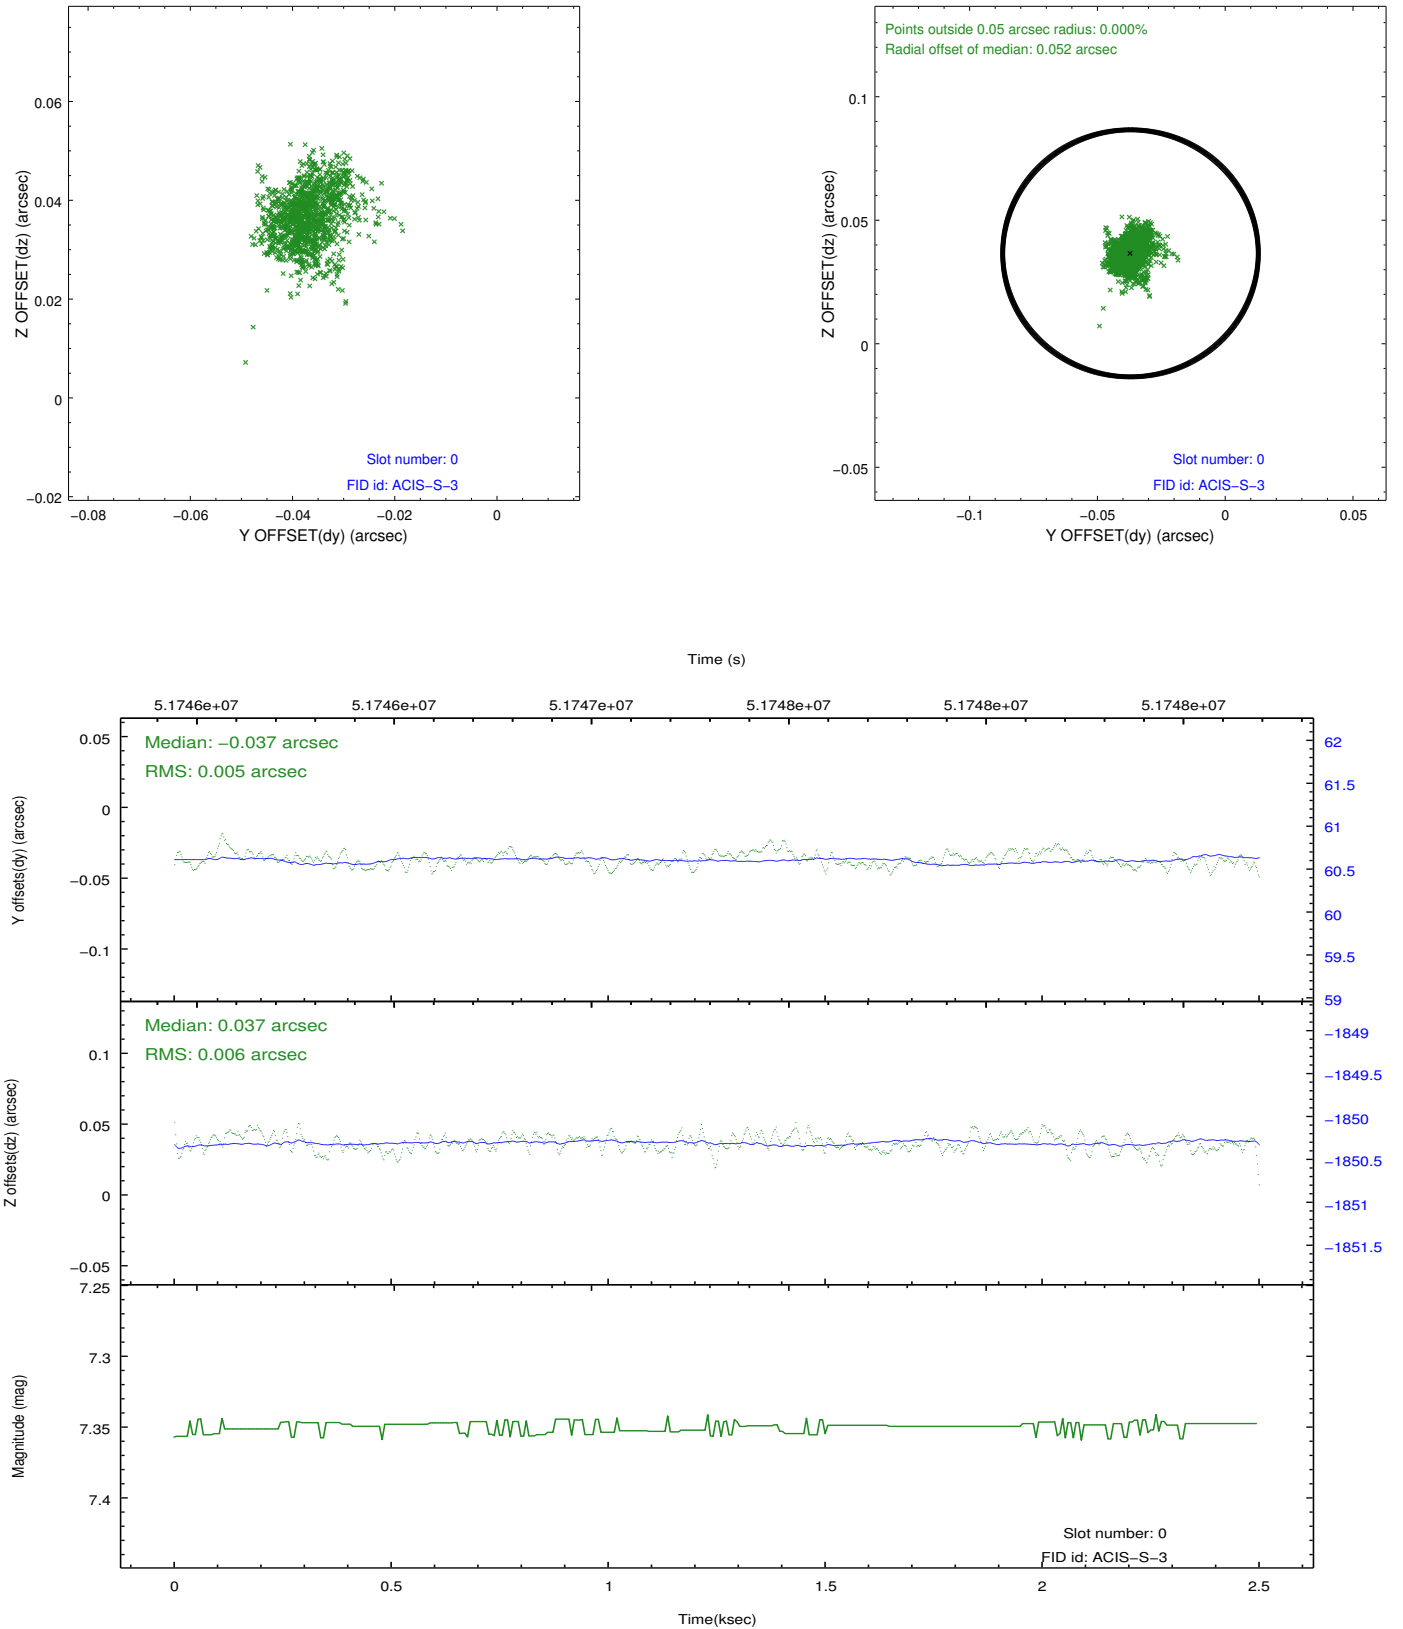 0.06
0.04
0.02
0
−0.02
Z OFFSET(dz) (arcsec)
Slot number: 0
FID id: ACIS−S−3
−0.08 −0.06 −0.04 −0.02 0
Y OFFSET(dy) (arcsec)
Points outside 0.05 arcsec radius: 0.000%
Radial offset of median: 0.052 arcsec
0.1
0.05
0
−0.05
Z OFFSET(dz) (arcsec)
Slot number: 0
FID id: ACIS−S−3
−0.1 −0.05 0 0.05
Y OFFSET(dy) (arcsec)
Time (s)
5.1746e+07 5.1746e+07 5.1747e+07 5.1748e+07 5.1748e+07 5.1748e+07
Median: −0.037 arcsec
RMS: 0.005 arcsec
0.05
0
−0.05
−0.1
Y offsets(dy) (arcsec)
62
61.5
61
60.5
60
59.5
59
Median: 0.037 arcsec
RMS: 0.006 arcsec
0.1
0.05
0
−0.05
Z offsets(dz) (arcsec)
−1849
−1849.5
−1850
−1850.5
−1851
−1851.5
7.25
7.3
7.35
7.4
Magnitude (mag)
Slot number: 0
FID id: ACIS−S−3
0 0.5 1 1.5 2 2.5
Time(ksec)